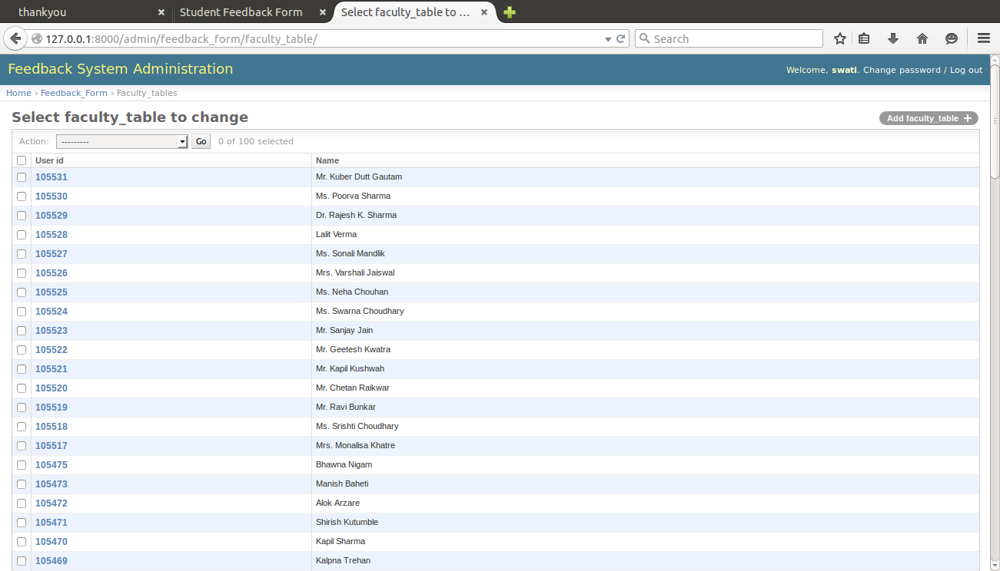 thankyou
Student Feedback Form
Select faculty_table to ...
127.0.0.1:8000/admin/feedback_form/faculty_table/
Search
Feedback System Administration
Welcome, swati. Change password / Log out
Home › Feedback_Form › Faculty_tables
Select faculty_table to change
Add faculty_table +
Action: --------- Go 0 of 100 selected
User id Name
105531 Mr. Kuber Dutt Gautam
105530 Ms. Poorva Sharma
105529 Dr. Rajesh K. Sharma
105528 Lalit Verma
105527 Ms. Sonali Mandlik
105526 Mrs. Varshali Jaiswal
105525 Ms. Neha Chouhan
105524 Ms. Swarna Choudhary
105523 Mr. Sanjay Jain
105522 Mr. Geetesh Kwatra
105521 Mr. Kapil Kushwah
105520 Mr. Chetan Raikwar
105519 Mr. Ravi Bunkar
105518 Ms. Srishti Choudhary
105517 Mrs. Monalisa Khatre
105475 Bhawna Nigam
105473 Manish Baheti
105472 Alok Arzare
105471 Shirish Kutumble
105470 Kapil Sharma
105469 Kalpna Trehan